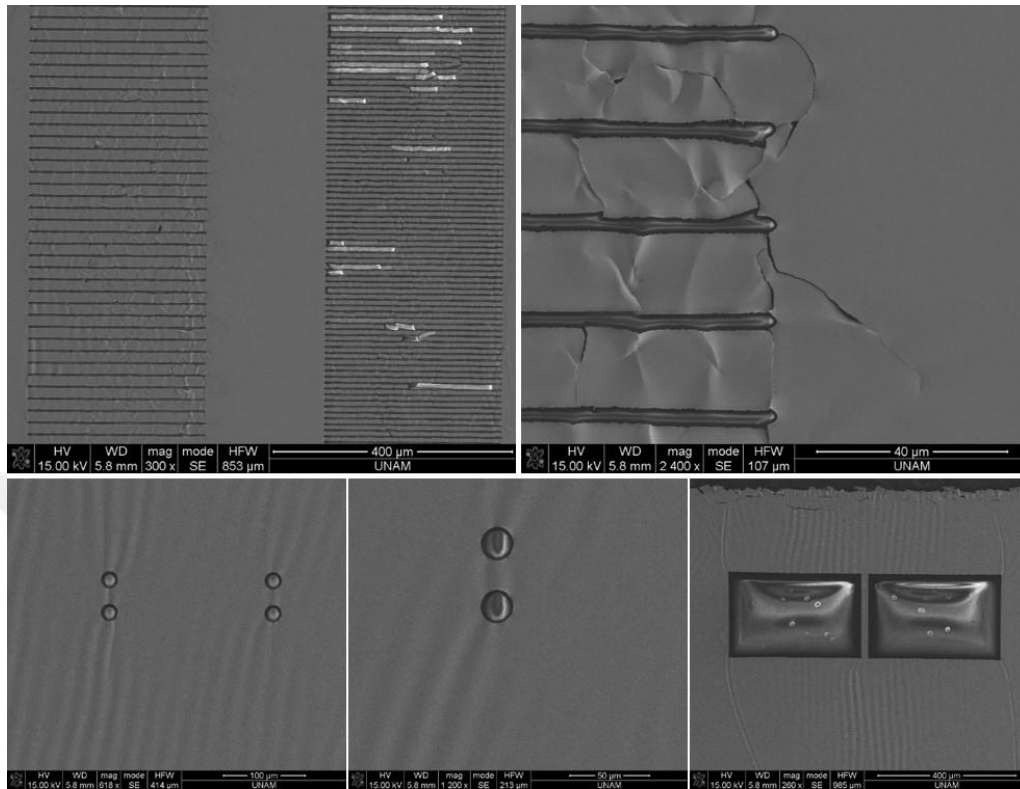 HV WD mag mode HFW 400 µm
15.00 kV 5.8 mm 300 x SE 853 µm UNAM
HV WD mag mode HFW 40 µm
15.00 kV 5.8 mm 2 400 x SE 107 µm UNAM
HV WD mag mode HFW 100 µm
15.00 kV 5.8 mm 618 x SE 414 µm UNAM
HV WD mag mode HFW 50 µm
15.00 kV 5.8 mm 1 200 x SE 213 µm UNAM
HV WD mag mode HFW 400 µm
15.00 kV 5.8 mm 260 x SE 985 µm UNAM